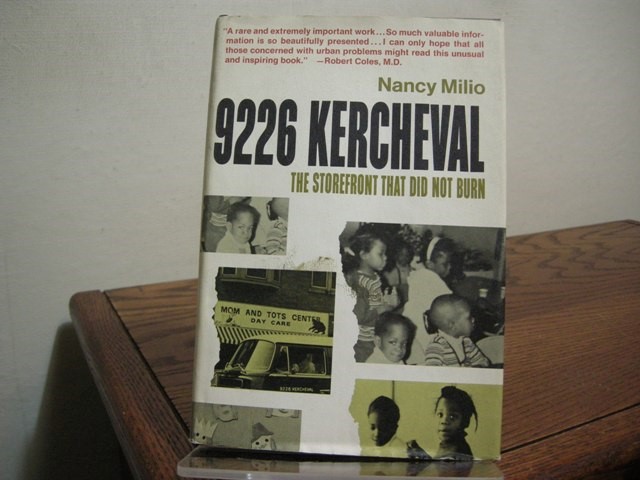 "A rare and extremely important work...So much valuable infor-
mation is so beautifully presented...I can only hope that all
those concerned with urban problems might read this unusual
and inspiring book." —Robert Coles, M.D.
Nancy Milio
9226 KERCHEVAL
THE STOREFRONT THAT DID NOT BURN
MOM AND TOTS CENTER
DAY CARE
9226 KERCHEVAL